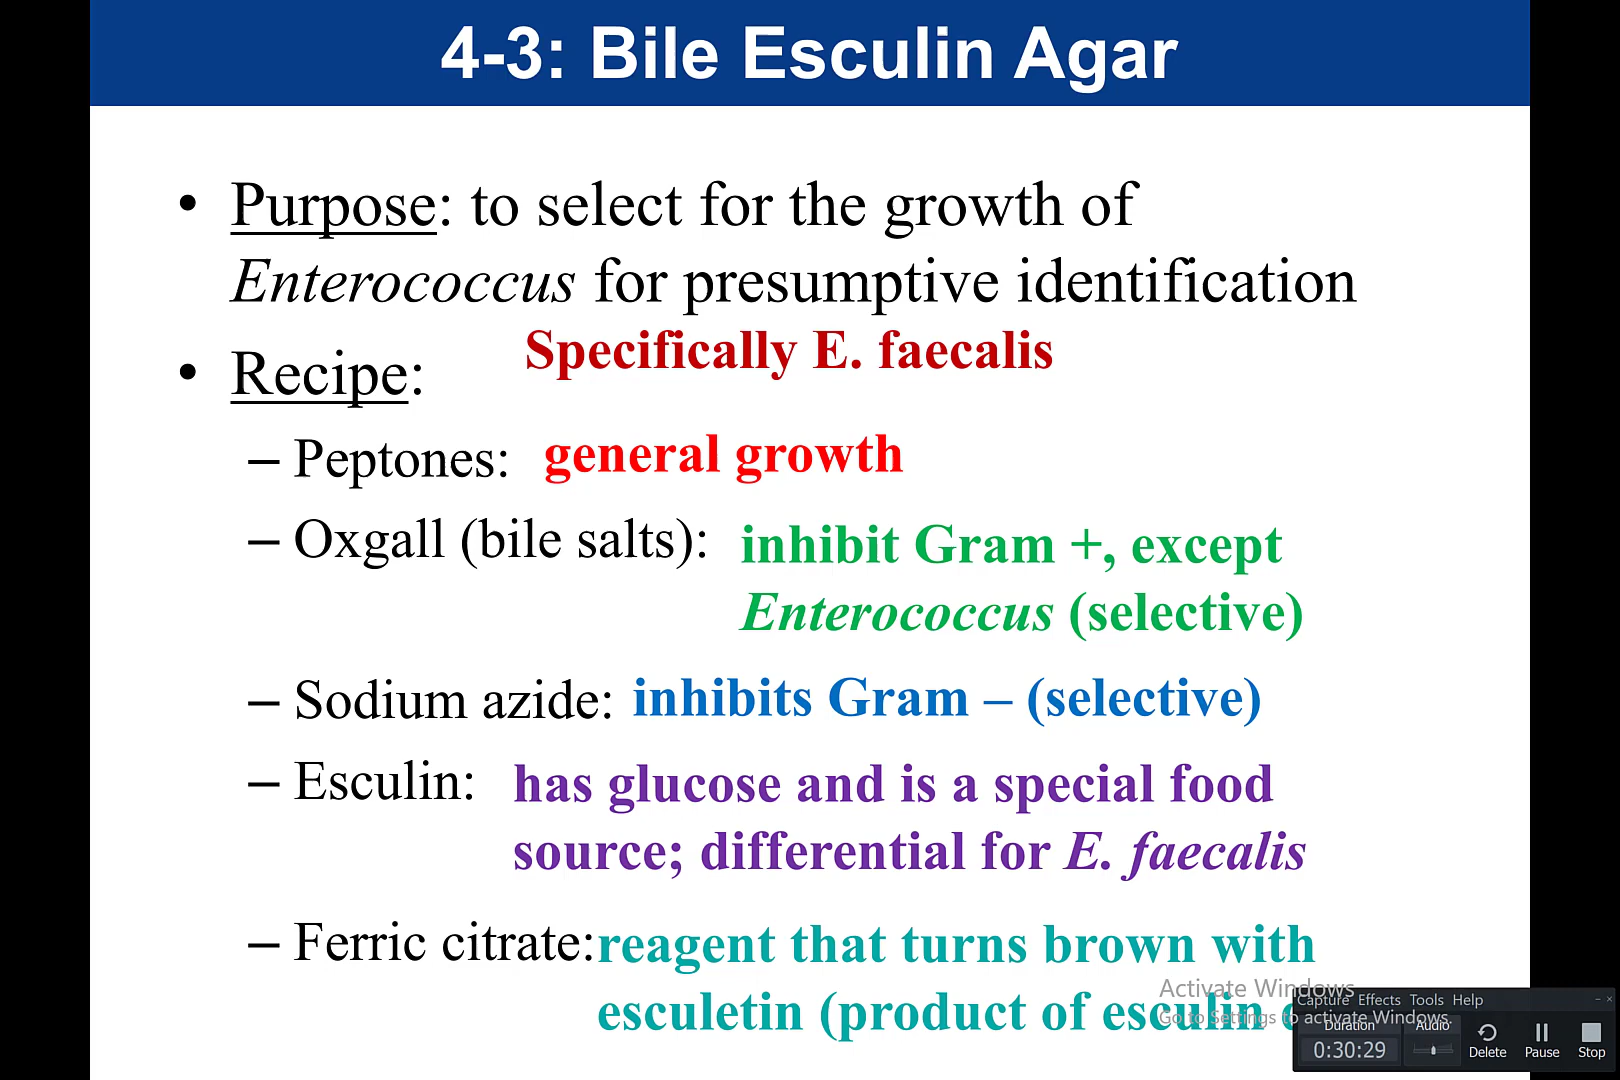 4-3: Bile Esculin Agar
• Purpose: to select for the growth of
Enterococcus for presumptive identification
Specifically E. faecalis
• Recipe:
– Peptones: general growth
– Oxgall (bile salts): inhibit Gram +, except
Enterococcus (selective)
– Sodium azide: inhibits Gram – (selective)
– Esculin: has glucose and is a special food
source; differential for E. faecalis
– Ferric citrate: reagent that turns brown with
esculetin (product of esculin
Activate Windows
Go to Settings to activate Windows.
Capture Effects Tools Help
Duration Audio
0:30:29 Delete Pause Stop